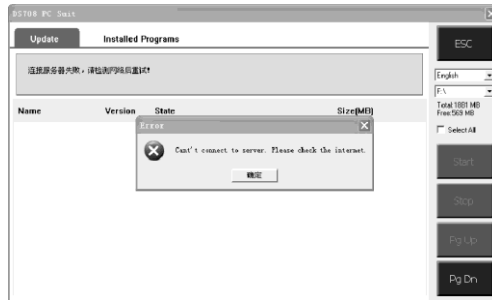 DS708 PC Suit
Update
Installed Programs
ESC
连接服务器失败，请检测网络后重试!
English
F:\
Total 1881 MB
Free:569 MB
Select All
Name Version State Size(MB)
Error
Cant't connect to server. Please check the internet.
确定
Start
Stop
Pg Up
Pg Dn